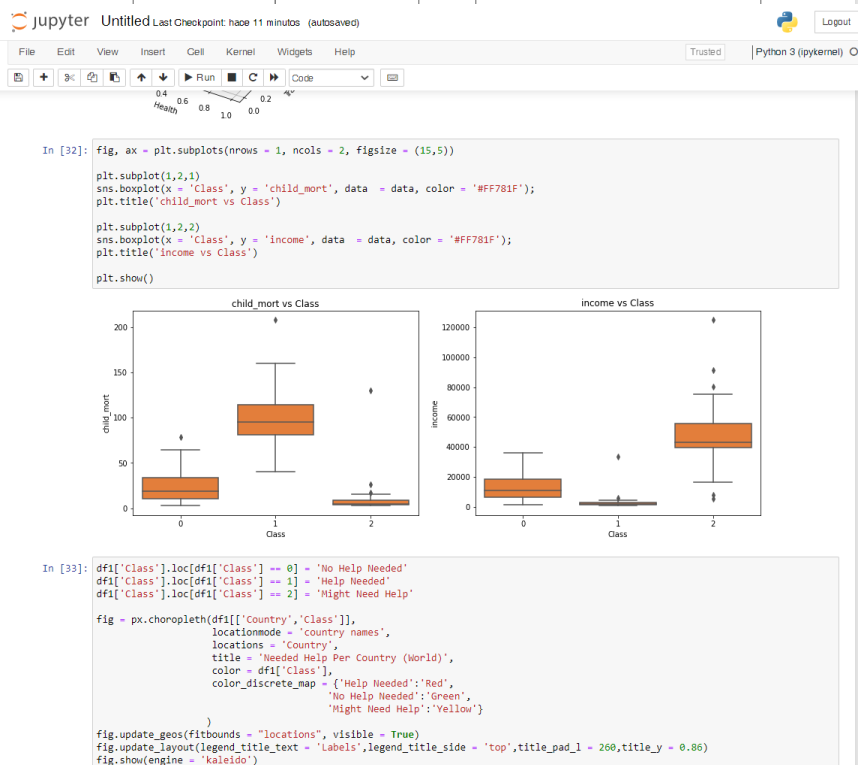 jupyter Untitled Last Checkpoint: hace 11 minutos (autosaved)
Logout
File Edit View Insert Cell Kernel Widgets Help
Trusted
Python 3 (ipykernel)
Run
Code
0.4
0.6
0.8
1.0
0.0
0.2
Health
In [32]:
fig, ax = plt.subplots(nrows = 1, ncols = 2, figsize = (15,5))
plt.subplot(1,2,1)
sns.boxplot(x = 'Class', y = 'child_mort', data  = data, color = '#FF781F');
plt.title('child_mort vs Class')
plt.subplot(1,2,2)
sns.boxplot(x = 'Class', y = 'income', data  = data, color = '#FF781F');
plt.title('income vs Class')
plt.show()
child_mort vs Class
200
150
100
50
0
child_mort
0 1 2
Class
income vs Class
120000
100000
80000
60000
40000
20000
0
income
0 1 2
Class
In [33]:
df1['Class'].loc[df1['Class'] == 0] = 'No Help Needed'
df1['Class'].loc[df1['Class'] == 1] = 'Help Needed'
df1['Class'].loc[df1['Class'] == 2] = 'Might Need Help'
fig = px.choropleth(df1[['Country','Class']],
locationmode = 'country names',
locations = 'Country',
title = 'Needed Help Per Country (World)',
color = df1['Class'],
color_discrete_map = {'Help Needed':'Red',
'No Help Needed':'Green',
'Might Need Help':'Yellow'}
)
fig.update_geos(fitbounds = "locations", visible = True)
fig.update_layout(legend_title_text = 'Labels',legend_title_side = 'top',title_pad_l = 260,title_y = 0.86)
fig.show(engine = 'kaleido')